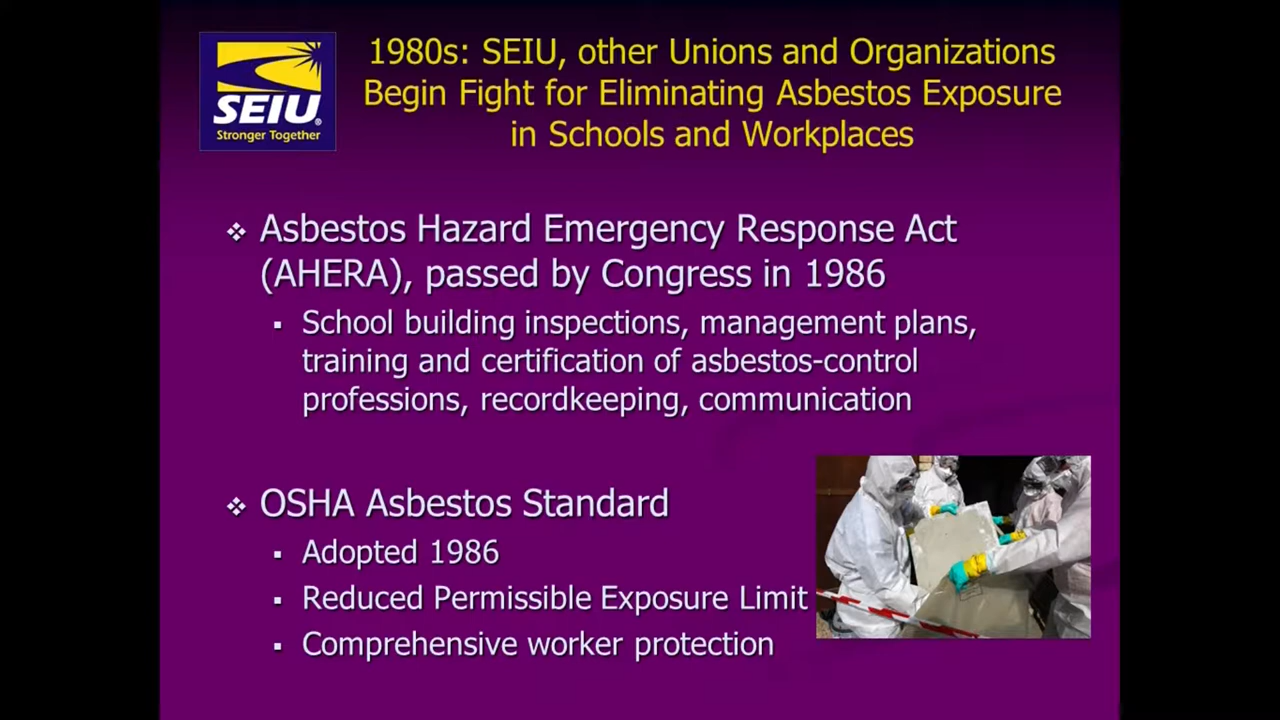 SEIU®
Stronger Together
1980s: SEIU, other Unions and Organizations
Begin Fight for Eliminating Asbestos Exposure
in Schools and Workplaces
❖ Asbestos Hazard Emergency Response Act
(AHERA), passed by Congress in 1986
▪ School building inspections, management plans,
training and certification of asbestos-control
professions, recordkeeping, communication
❖ OSHA Asbestos Standard
▪ Adopted 1986
▪ Reduced Permissible Exposure Limit
▪ Comprehensive worker protection